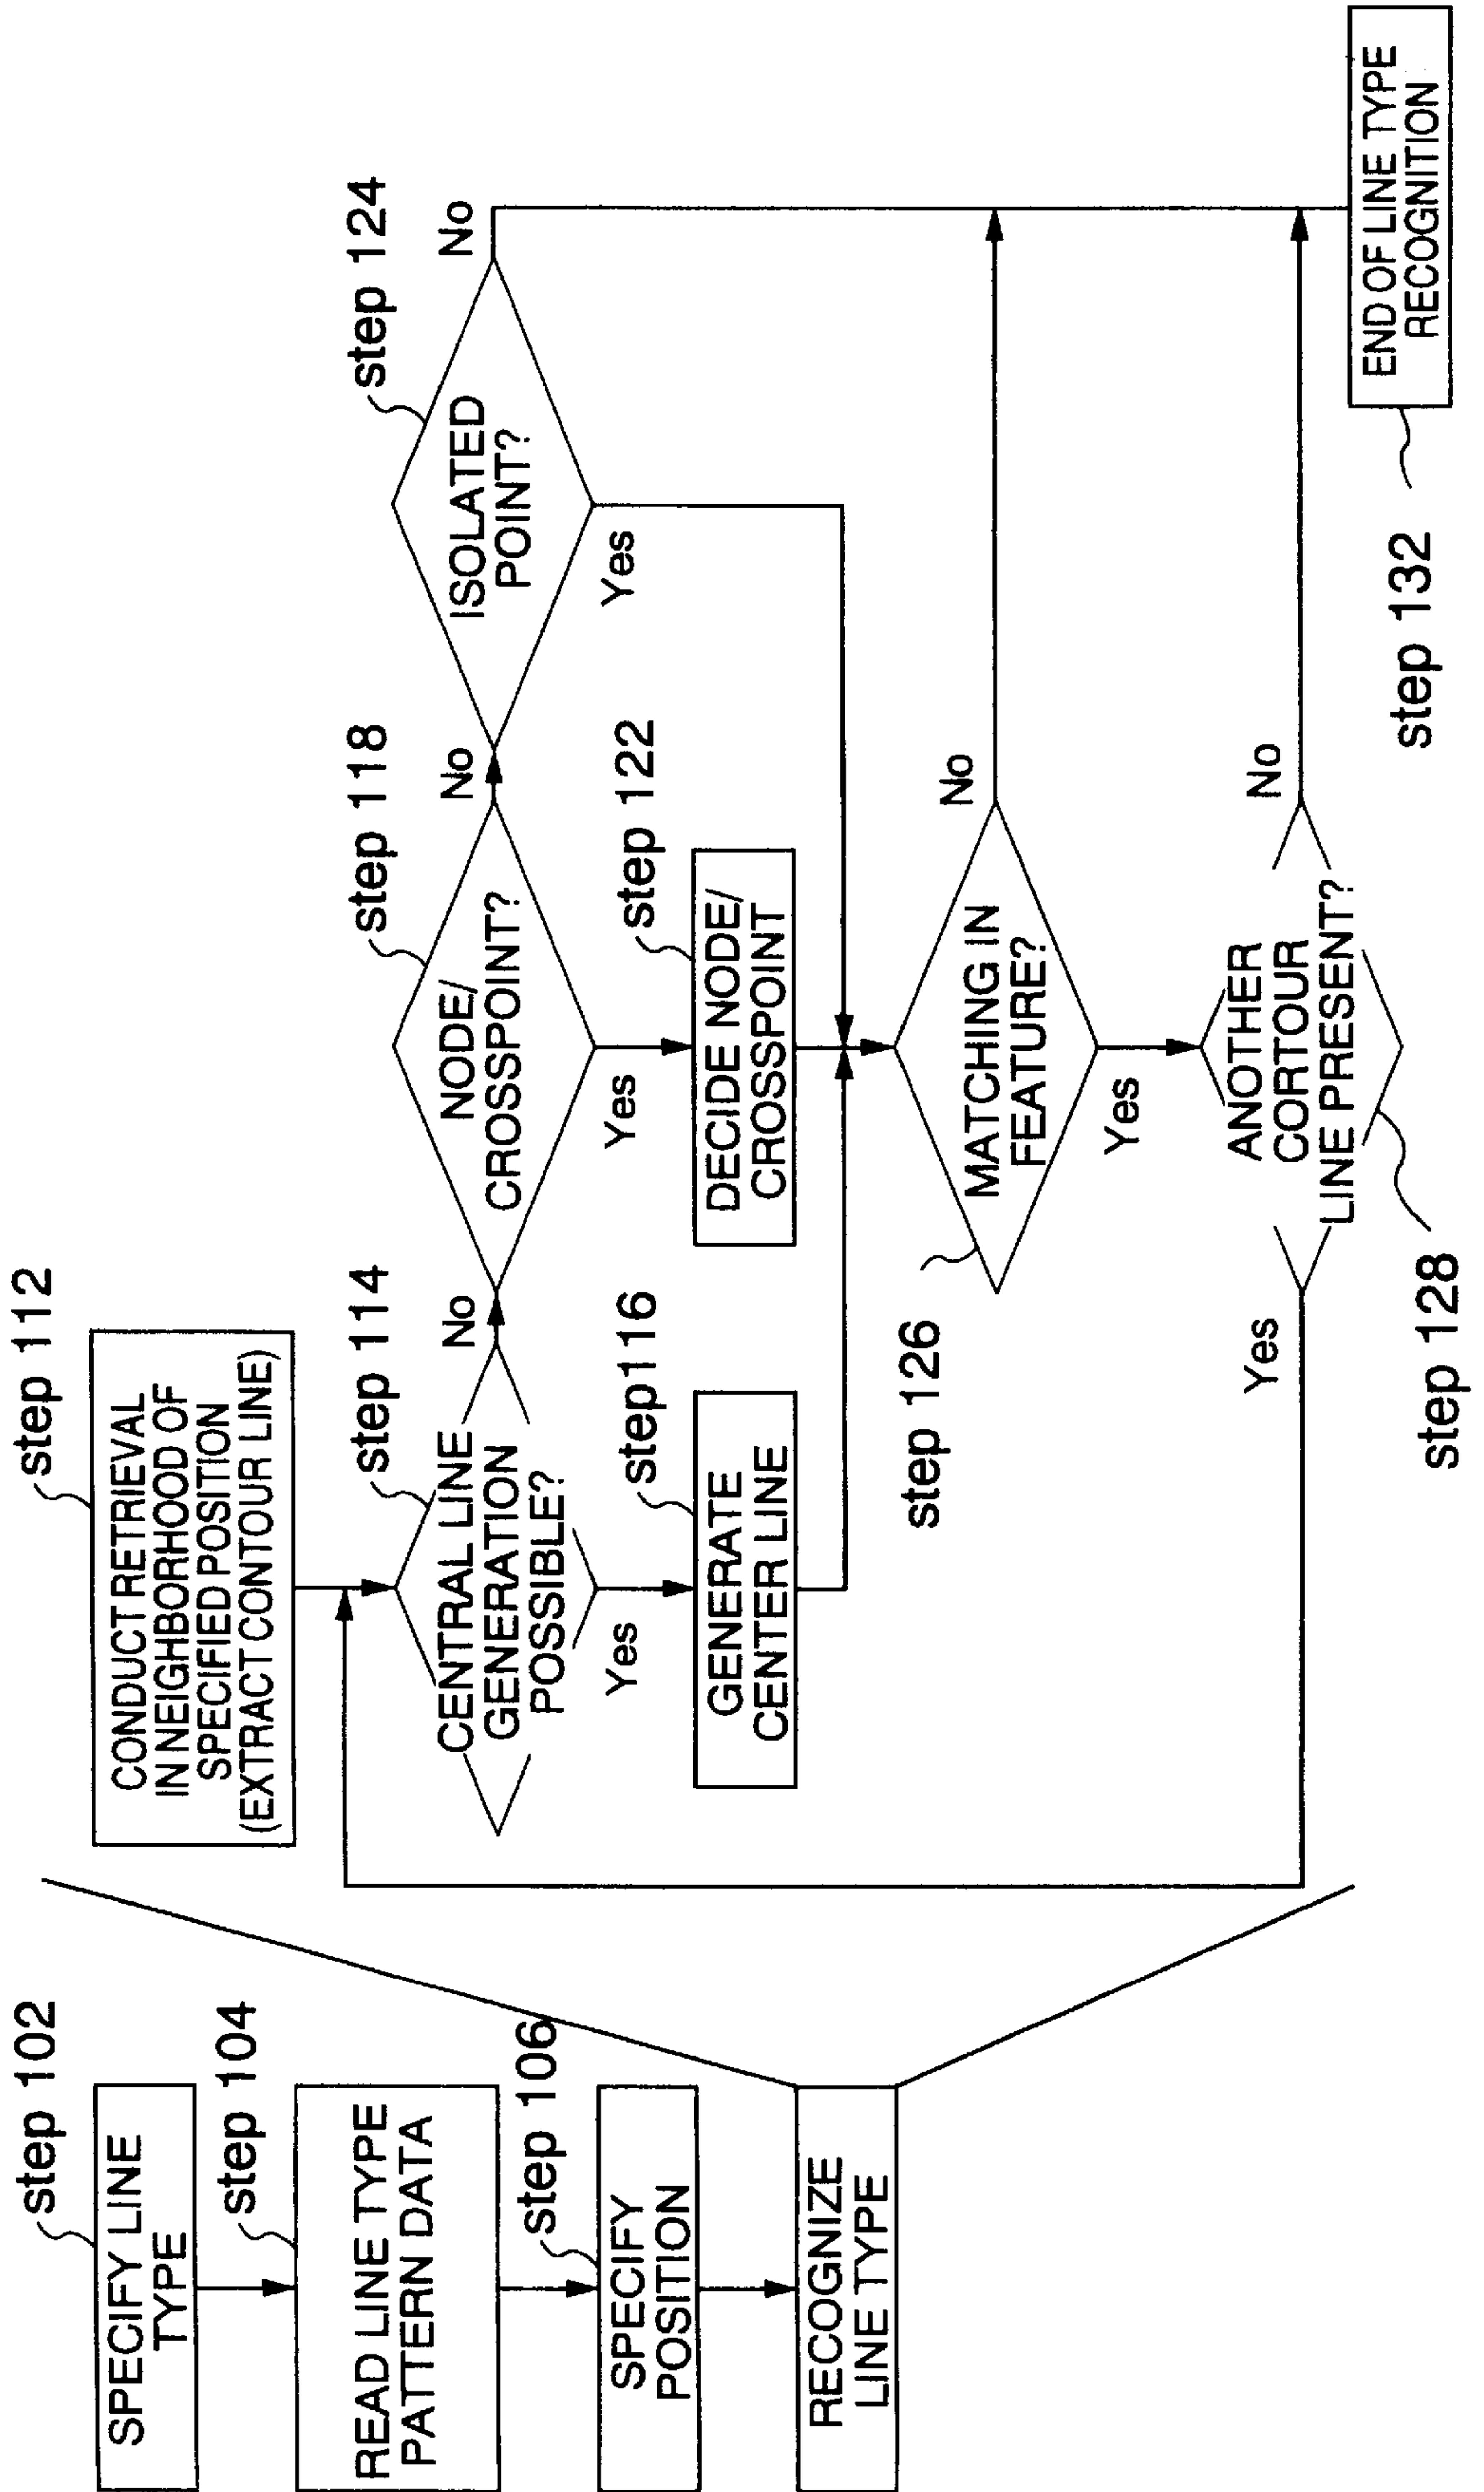 step 102
SPECIFY LINE
TYPE
step 104
READ LINE TYPE
PATTERN DATA
step 106
SPECIFY
POSITION
RECOGNIZE
LINE TYPE
step 112
CONDUCT RETRIEVAL
IN NEIGHBORHOOD OF
SPECIFIED POSITION
(EXTRACT CONTOUR LINE)
step 114
CENTRAL LINE
GENERATION
POSSIBLE?
No
Yes
step116
GENERATE
CENTER LINE
step 118
NODE/
CROSSPOINT?
No
Yes
step 122
DECIDE NODE/
CROSSPOINT
step 124
ISOLATED
POINT?
No
Yes
step 126
MATCHING IN
FEATURE?
No
Yes
ANOTHER
CORTOUR
LINE PRESENT?
No
Yes
step 128
END OF LINE TYPE
RECOGNITION
step 132